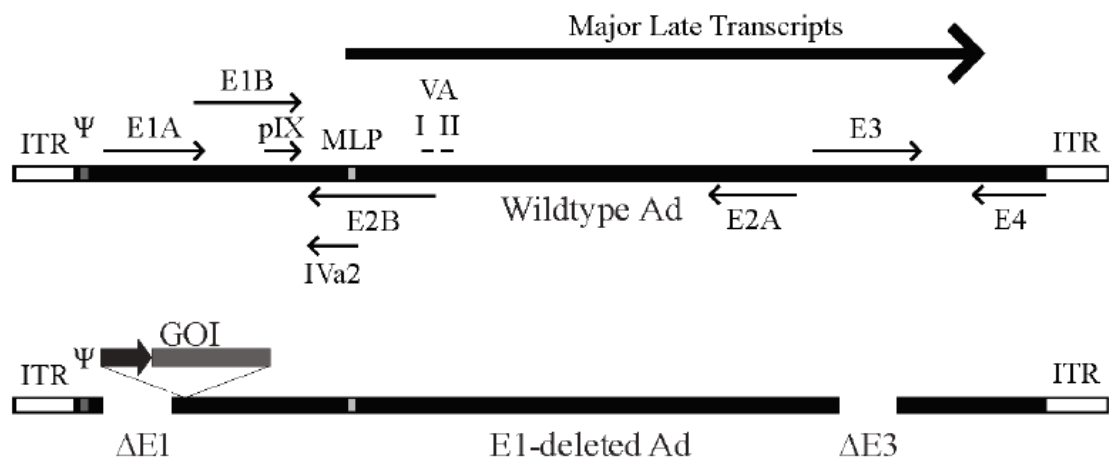 Major Late Transcripts
E1B
VA
Ψ
E1A
pIX
I II
E3
ITR
MLP
ITR
E2B
Wildtype Ad
E2A
E4
IVa2
GOI
Ψ
ITR
ITR
ΔE1
E1-deleted Ad
ΔE3